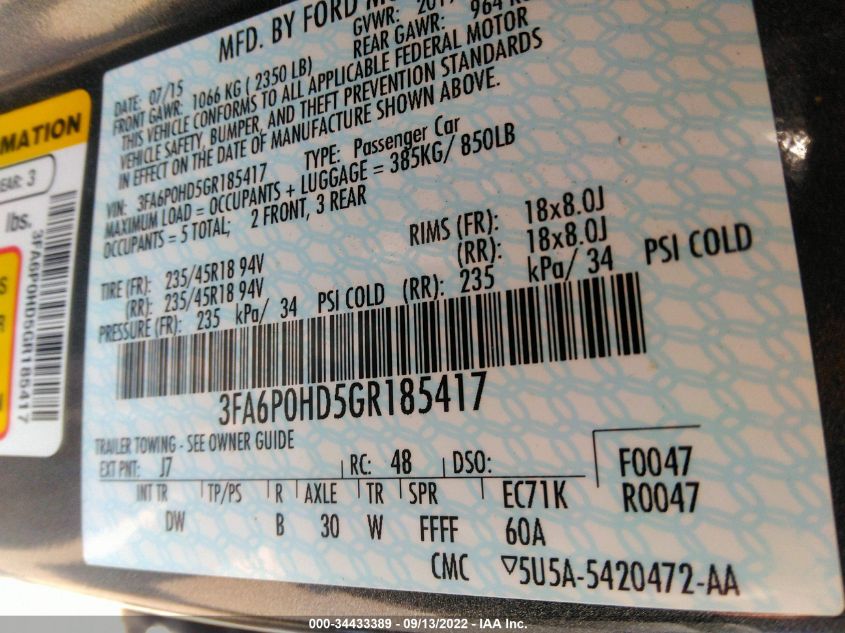 MFD. BY FORD MO
GVWR: 2019
DATE: 07/15
REAR GAWR: 964 KG
FRONT GAWR: 1066 KG ( 2350 LB)
THIS VEHICLE CONFORMS TO ALL APPLICABLE FEDERAL MOTOR
VEHICLE SAFETY, BUMPER, AND THEFT PREVENTION STANDARDS
IN EFFECT ON THE DATE OF MANUFACTURE SHOWN ABOVE.
VIN: 3FA6P0HD5GR185417 TYPE: Passenger Car
MAXIMUM LOAD = OCCUPANTS + LUGGAGE = 385KG/ 850LB
OCCUPANTS = 5 TOTAL; 2 FRONT, 3 REAR
TIRE (FR): 235/45R18 94V RIMS (FR): 18x8.0J
(RR): 235/45R18 94V (RR): 18x8.0J
PRESSURE (FR): 235 kPa/ 34 PSI COLD (RR): 235 kPa/ 34 PSI COLD
3FA6P0HD5GR185417
TRAILER TOWING - SEE OWNER GUIDE
EXT PNT: J7 RC: 48 DSO: F0047
INT TR TP/PS R AXLE TR SPR EC71K R0047
DW B 30 W FFFF 60A
CMC ▽5U5A-5420472-AA
MATION
EAR: 3
lbs.
3FA6P0HD5GR185417
S
R
000-34433389 - 09/13/2022 - IAA Inc.